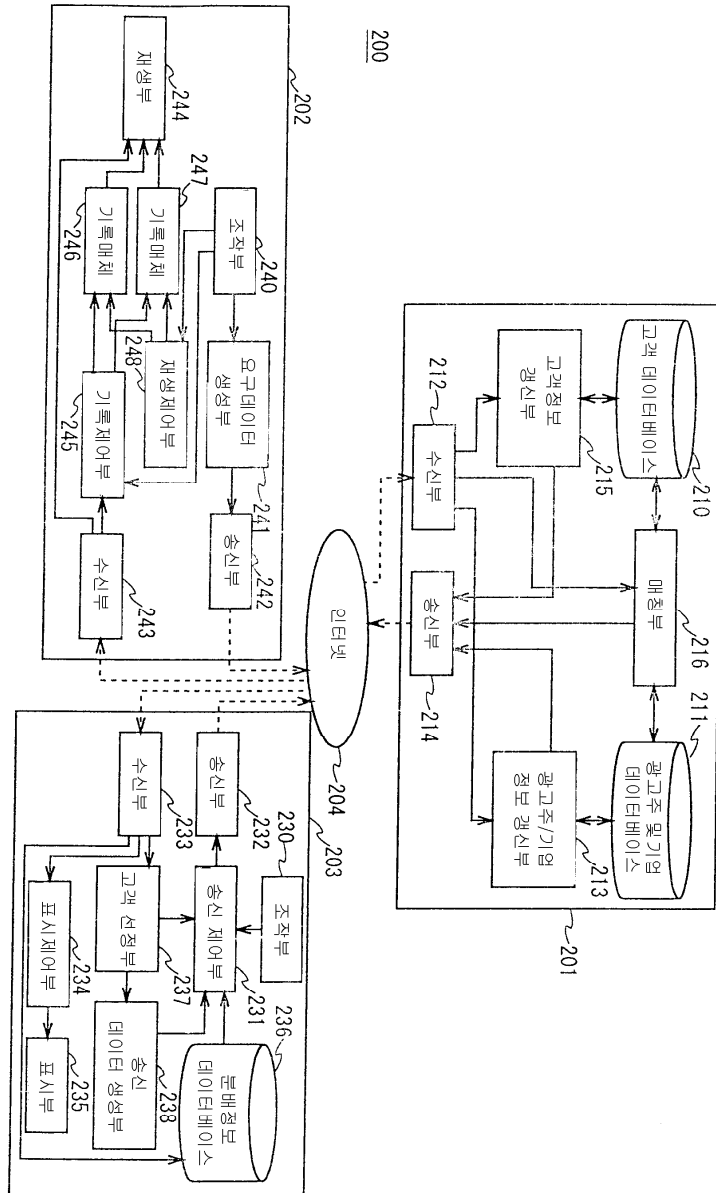 200
202
재생부
244
기록매체
246
기록매체
247
조작부
240
요구데이터
생성부
241
송신부
242
재생제어부
248
기록제어부
245
수신부
243
고객 데이터베이스
210
고객정보
갱신부
215
수신부
212
매칭부
216
송신부
214
광고주 및기업
데이터베이스
211
광고주/기업
정보 갱신부
213
201
인터넷
204
203
수신부
233
송신부
232
조작부
230
송신 제어부
231
고객 선정부
237
표시제어부
234
표시부
235
송신
데이터 생성부
238
분배정보
데이터베이스
236